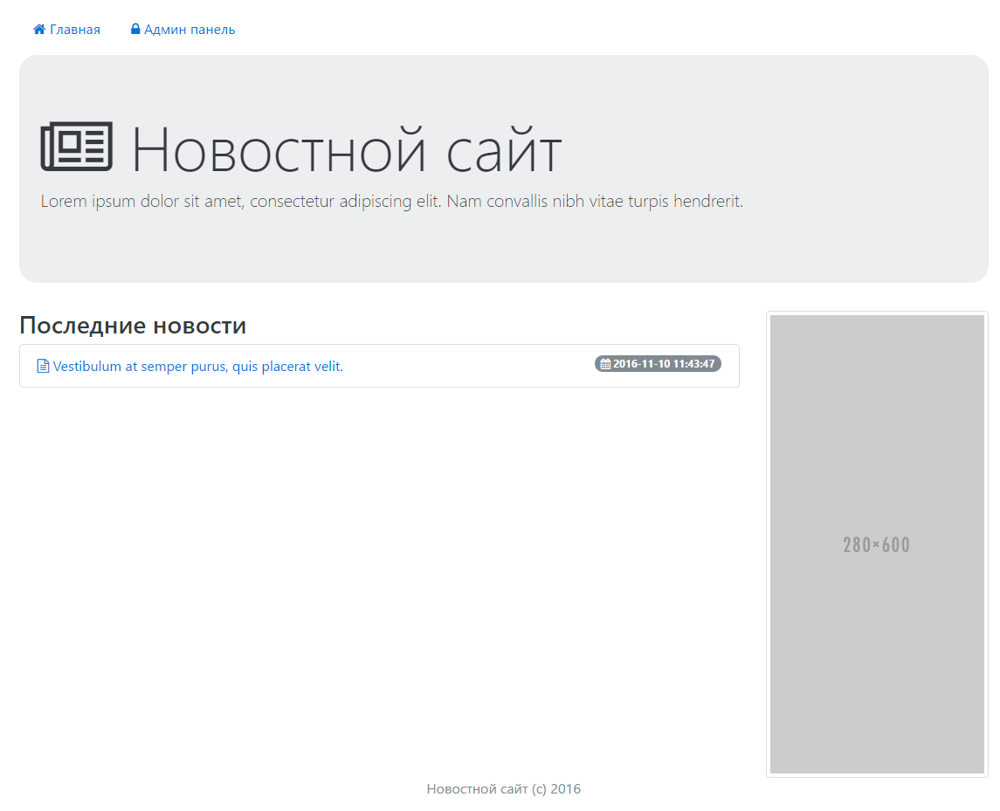 Главная Админ панель
Новостной сайт
Lorem ipsum dolor sit amet, consectetur adipiscing elit. Nam convallis nibh vitae turpis hendrerit.
Последние новости
Vestibulum at semper purus, quis placerat velit. 2016-11-10 11:43:47
280×600
Новостной сайт (c) 2016